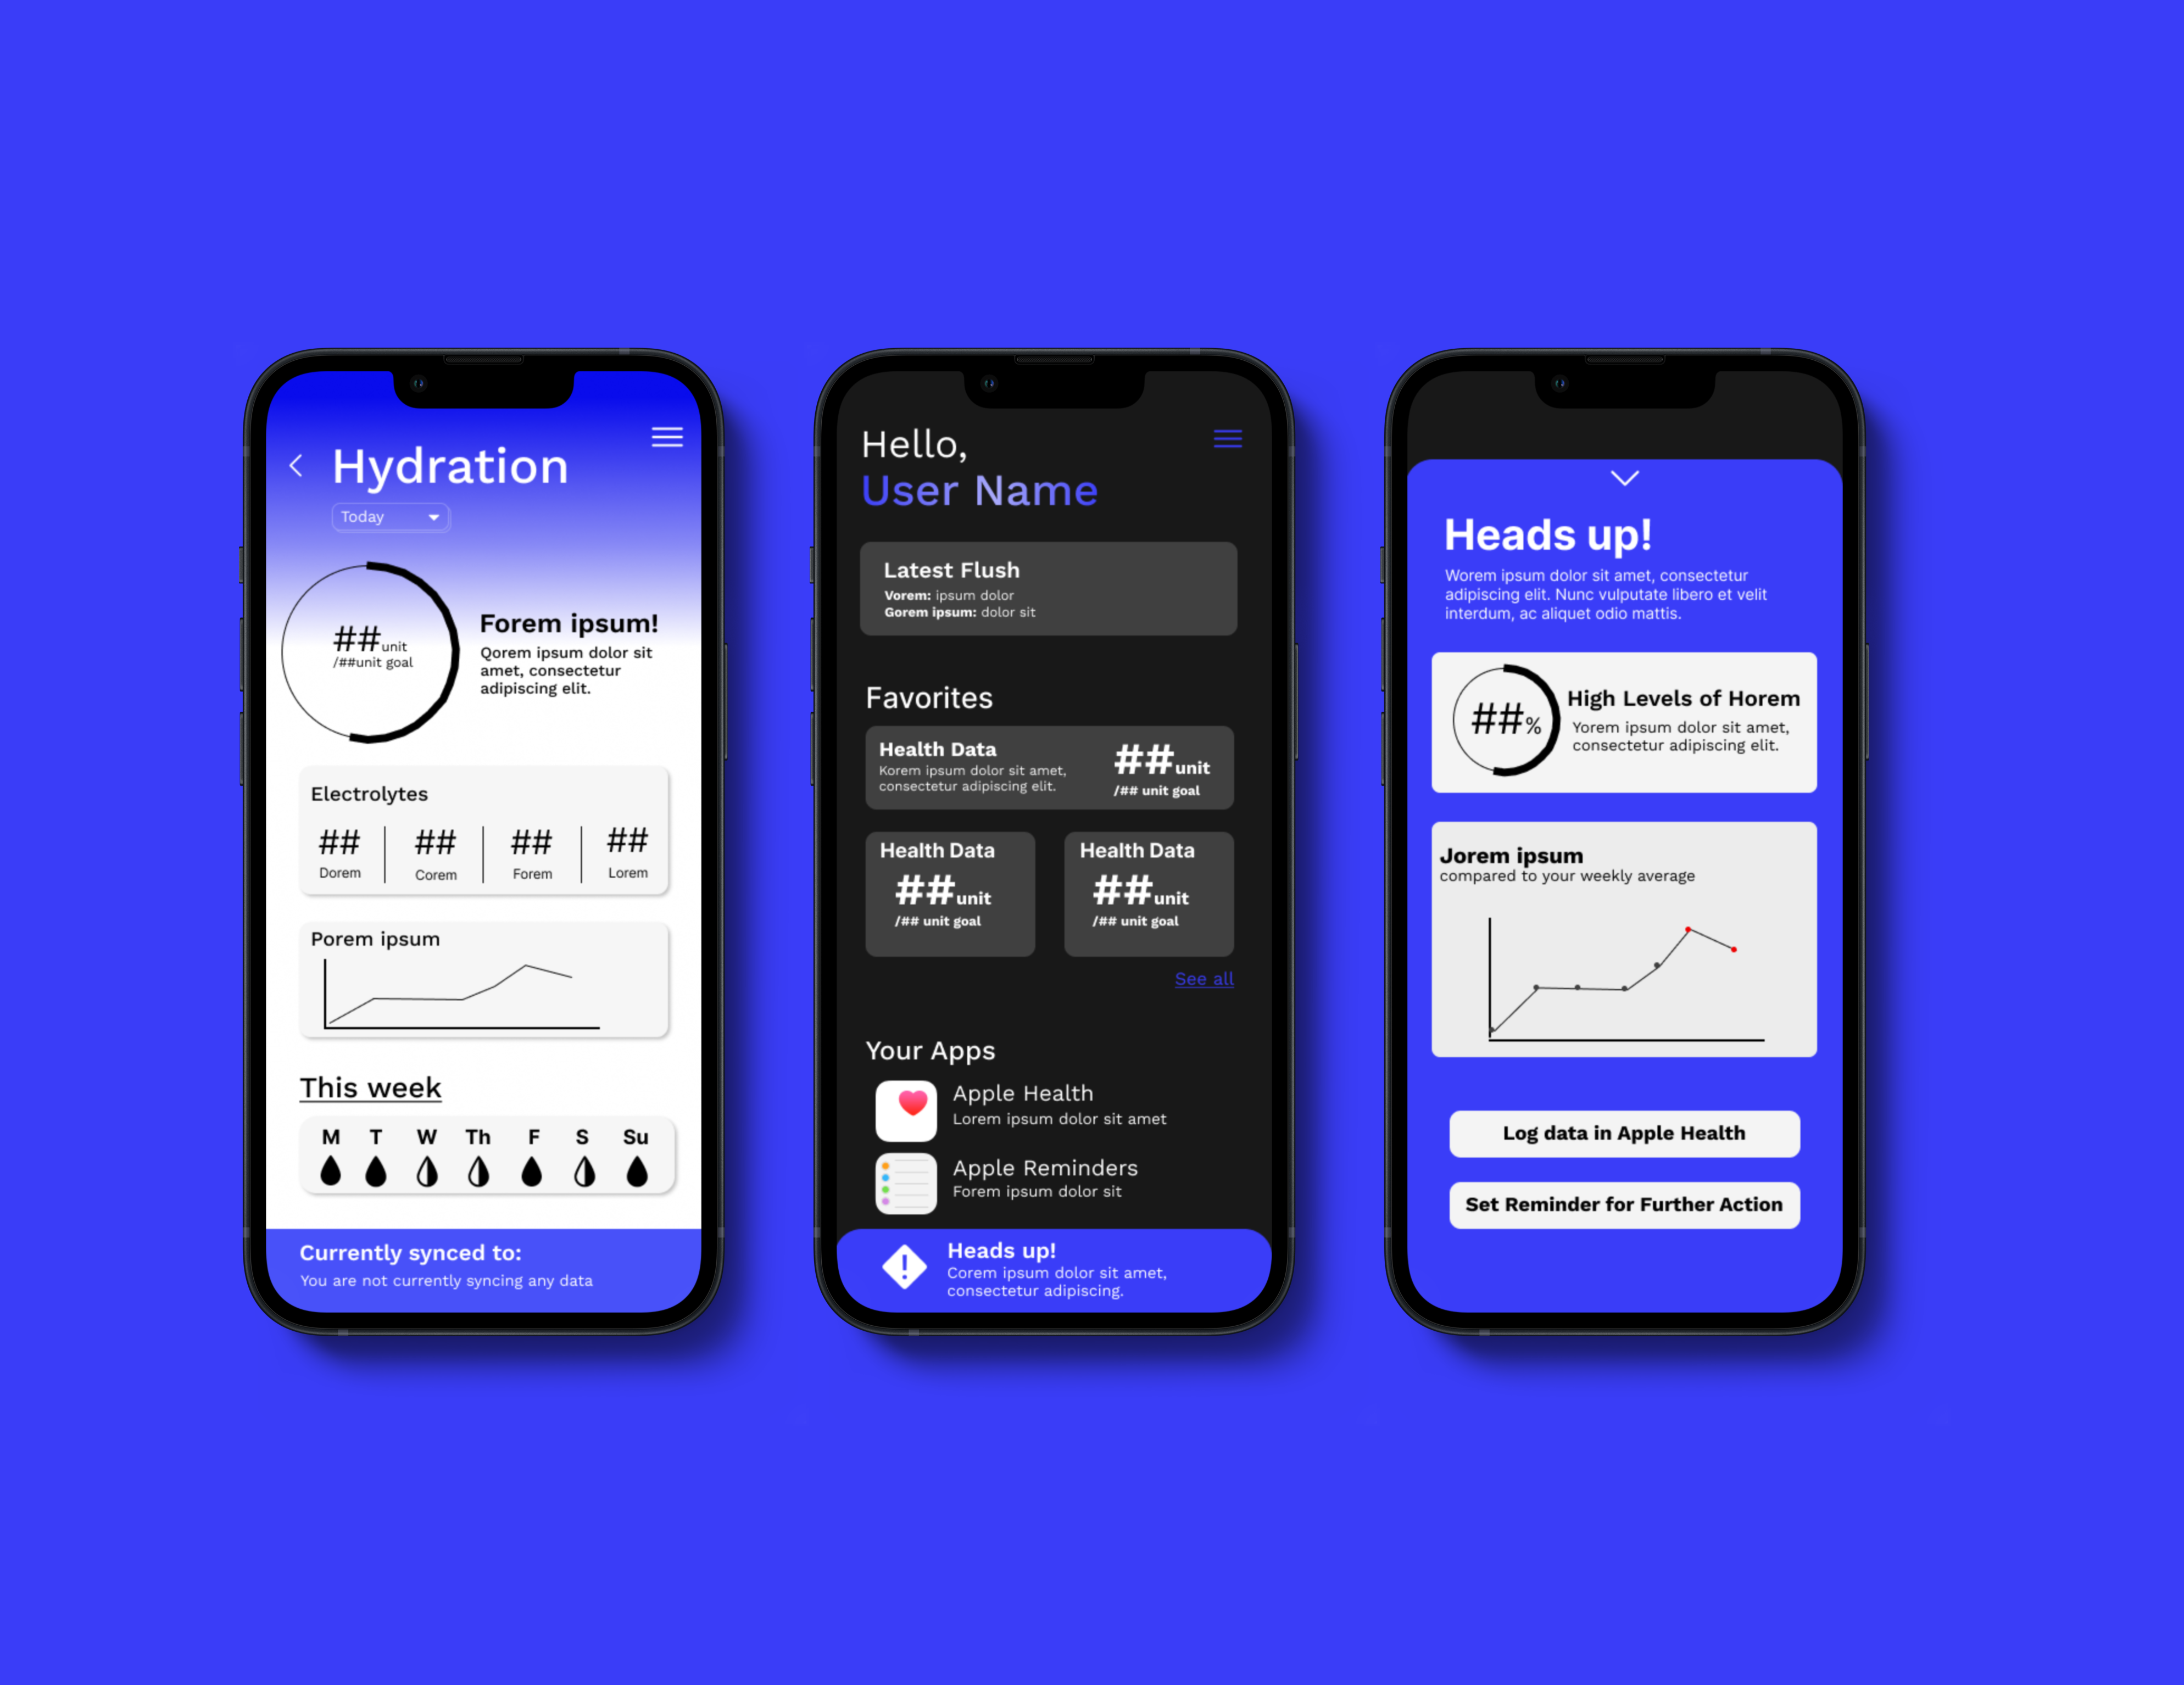 Hydration
Today
##unit
/##unit goal
Forem ipsum!
Qorem ipsum dolor sit
amet, consectetur
adipiscing elit.
Electrolytes
## ## ## ##
Dorem Corem Forem Lorem
Porem ipsum
This week
M T W Th F S Su
Currently synced to:
You are not currently syncing any data
Hello,
User Name
Latest Flush
Vorem: ipsum dolor
Gorem ipsum: dolor sit
Favorites
Health Data
Korem ipsum dolor sit amet,
consectetur adipiscing elit.
##unit
/## unit goal
Health Data
##unit
/## unit goal
Health Data
##unit
/## unit goal
See all
Your Apps
Apple Health
Lorem ipsum dolor sit amet
Apple Reminders
Forem ipsum dolor sit
!
Heads up!
Corem ipsum dolor sit amet,
consectetur adipiscing.
Heads up!
Worem ipsum dolor sit amet, consectetur
adipiscing elit. Nunc vulputate libero et velit
interdum, ac aliquet odio mattis.
##%
High Levels of Horem
Yorem ipsum dolor sit amet,
consectetur adipiscing elit.
Jorem ipsum
compared to your weekly average
Log data in Apple Health
Set Reminder for Further Action